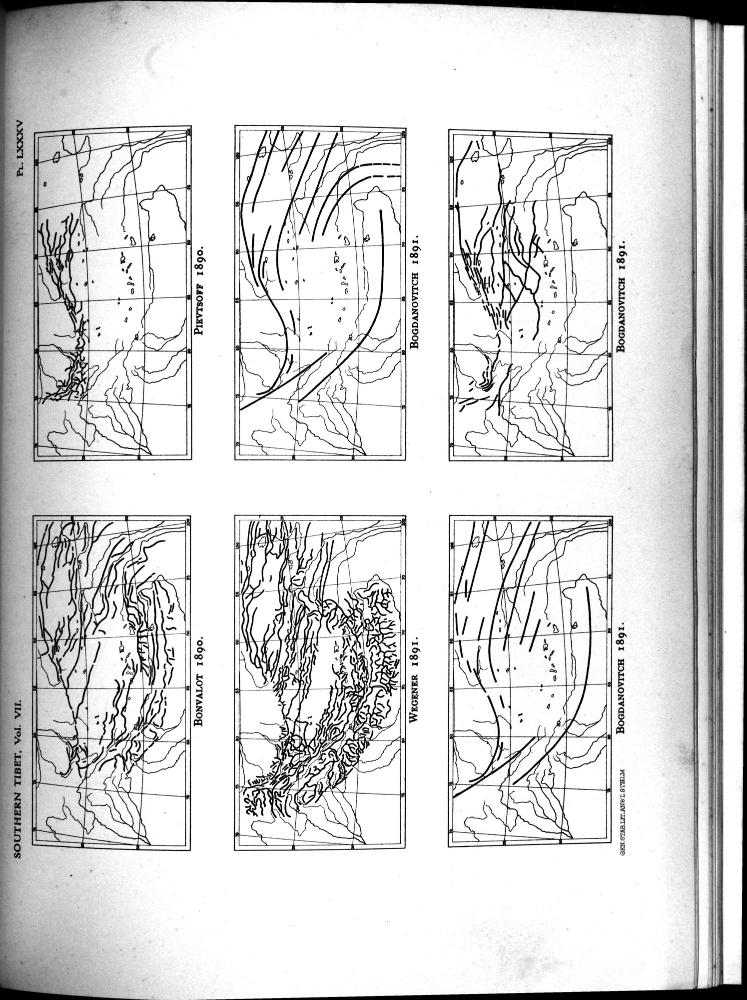 SOUTHERN TIBET, Vol. VII.
PL. LXXXV
BONVALOT 1890.
PIEVTSOFF 1890.
WEGENER 1891.
BOGDANOVITCH 1891.
BOGDANOVITCH 1891.
BOGDANOVITCH 1891.
GEN. STAB. LIT. ANST. STHLM